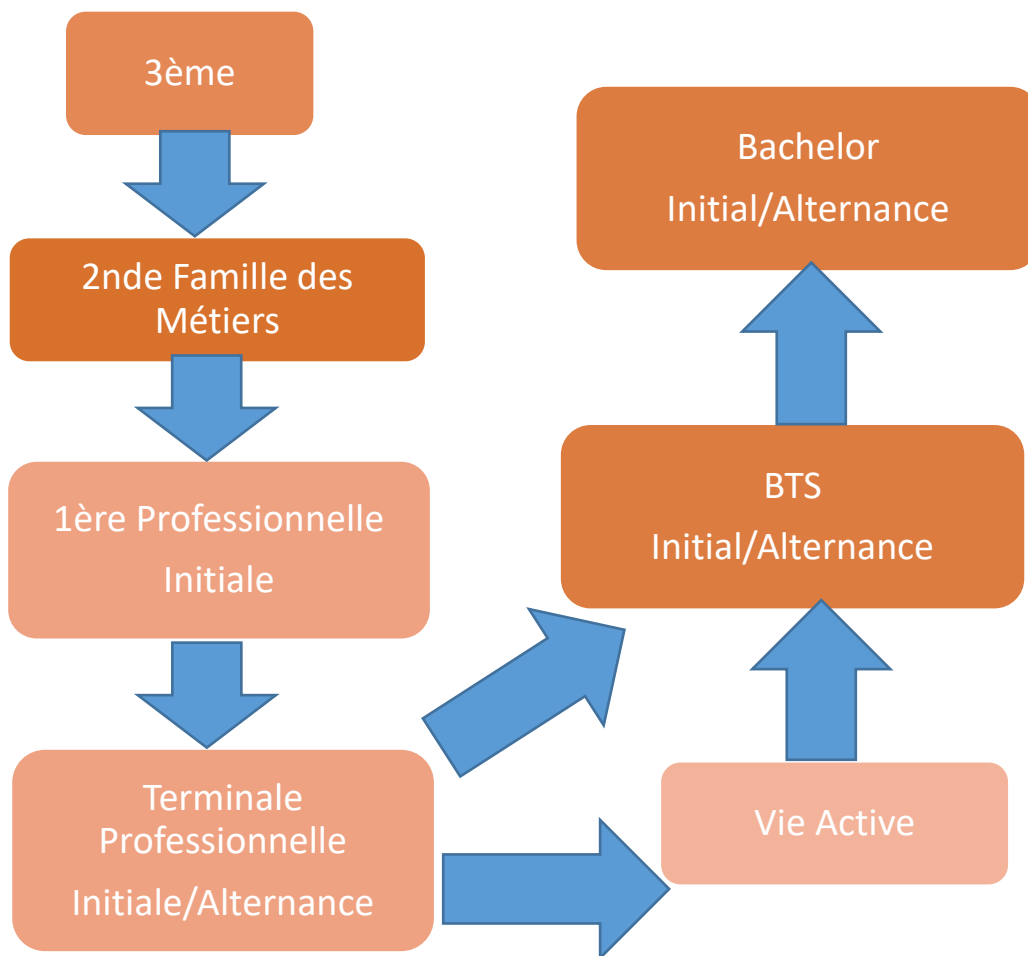 3ème
2nde Famille des
Métiers
1ère Professionnelle
Initiale
Terminale
Professionnelle
Initiale/Alternance
Bachelor
Initial/Alternance
BTS
Initial/Alternance
Vie Active